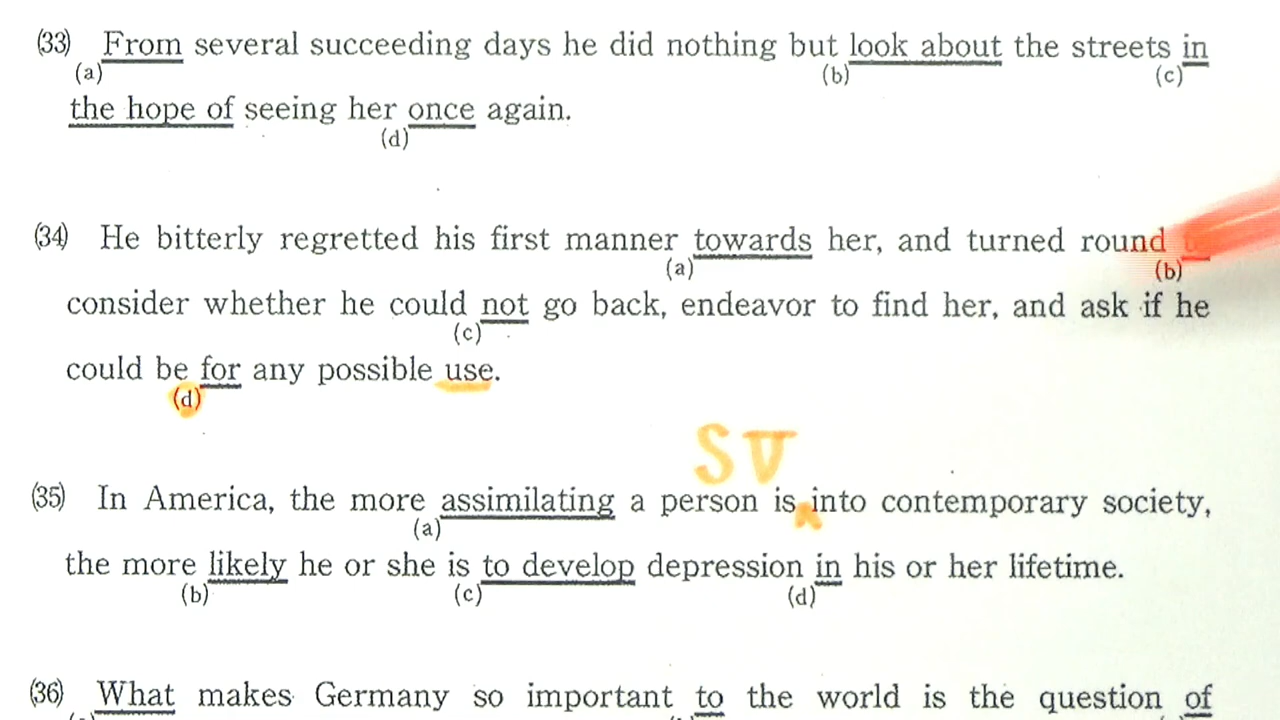 (33) From several succeeding days he did nothing but look about the streets in
(a) (b) (c)
the hope of seeing her once again.
(d)
(34) He bitterly regretted his first manner towards her, and turned round
(a) (b)
consider whether he could not go back, endeavor to find her, and ask if he
(c)
could be for any possible use.
(d)
S V
(35) In America, the more assimilating a person is into contemporary society,
(a)
the more likely he or she is to develop depression in his or her lifetime.
(b) (c) (d)
(36) What makes Germany so important to the world is the question of